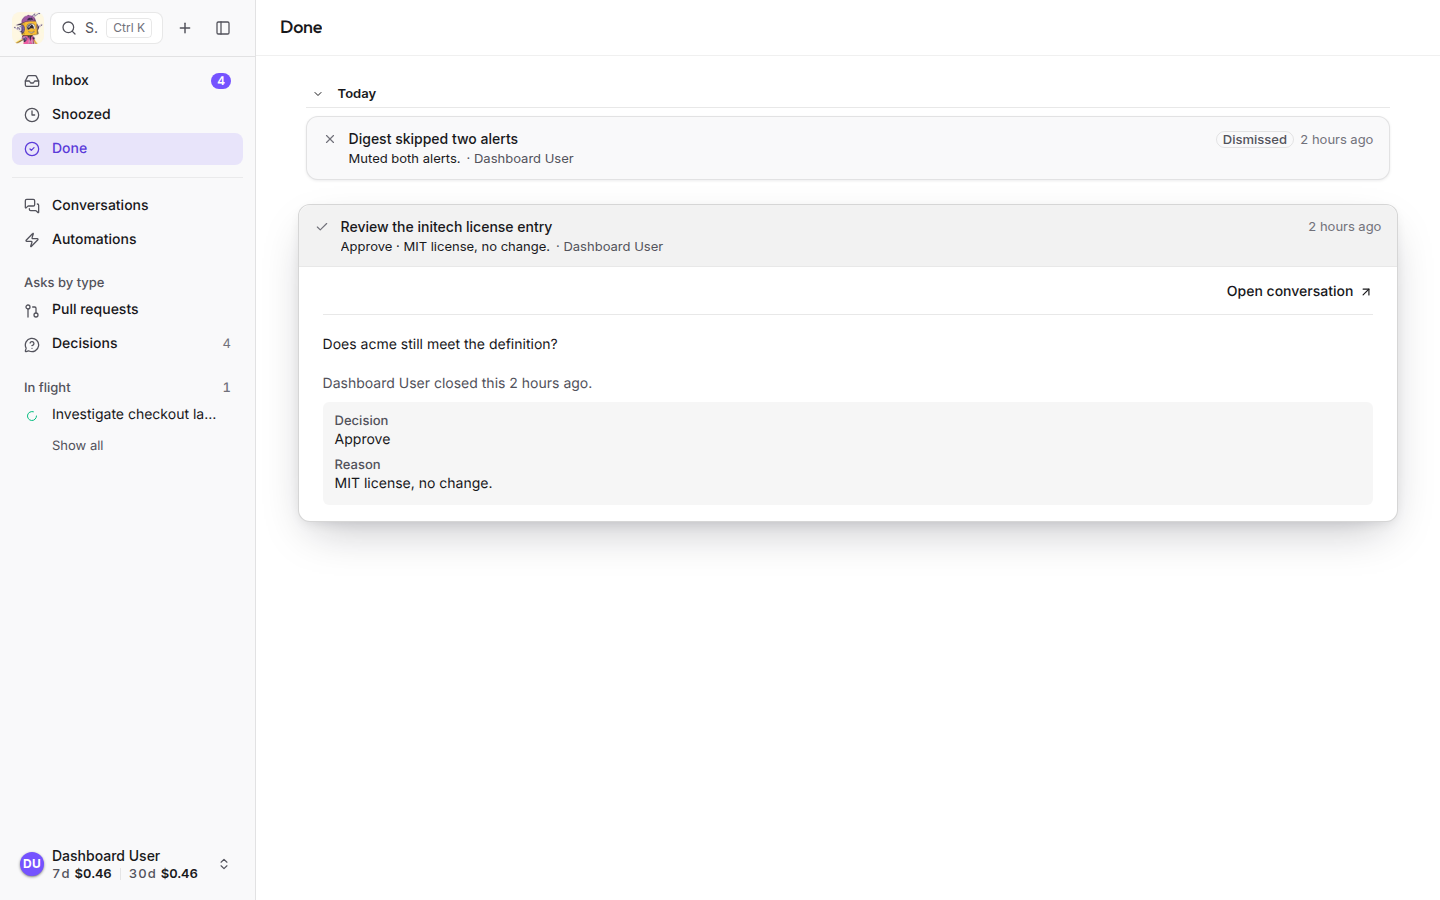 S. Ctrl K
Inbox 4
Snoozed
Done
Conversations
Automations
Asks by type
Pull requests
Decisions 4
In flight 1
Investigate checkout la...
Show all
DU Dashboard User
7d $0.46 30d $0.46
Done
Today
Digest skipped two alerts Dismissed 2 hours ago
Muted both alerts. · Dashboard User
Review the initech license entry 2 hours ago
Approve · MIT license, no change. · Dashboard User
Open conversation
Does acme still meet the definition?
Dashboard User closed this 2 hours ago.
Decision
Approve
Reason
MIT license, no change.